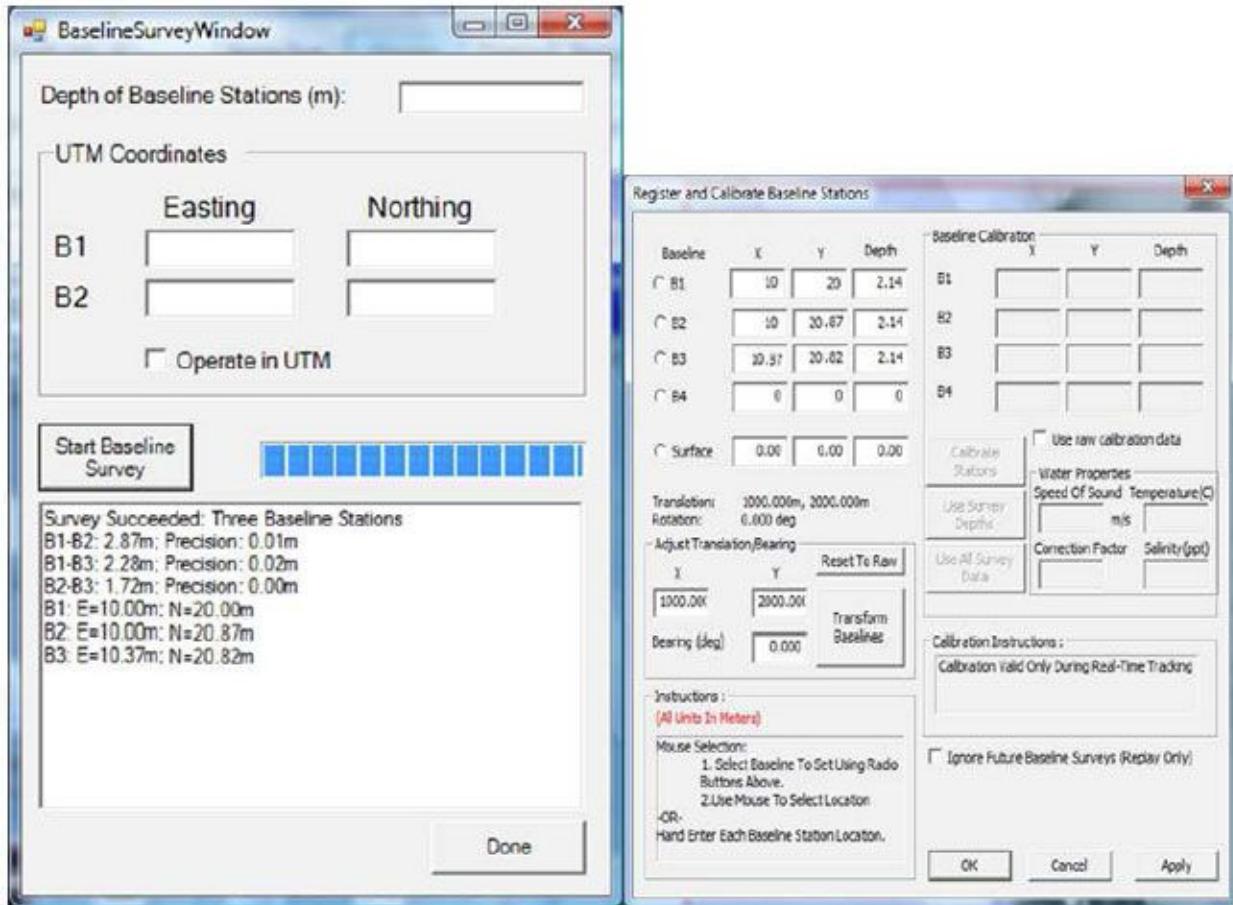 BaselineSurveyWindow
Depth of Baseline Stations (m):
UTM Coordinates
Easting Northing
B1
B2
Operate in UTM
Start Baseline
Survey
Survey Succeeded: Three Baseline Stations
B1-B2: 2.87m; Precision: 0.01m
B1-B3: 2.28m; Precision: 0.02m
B2-B3: 1.72m; Precision: 0.00m
B1: E=10.00m; N=20.00m
B2: E=10.00m; N=20.87m
B3: E=10.37m; N=20.82m
Done
Register and Calibrate Baseline Stations
Baseline X Y Depth
B1 10 20 2.14
B2 10 20.87 2.14
B3 10.37 20.82 2.14
B4 0 0 0
Surface 0.00 0.00 0.00
Translation: 1000.000m, 2000.000m
Rotation: 0.000 deg
Adjust Translation/Bearing
X Y
Reset To Raw
1000.00( 2000.00(
Bearing (deg) 0.000
Transform
Baselines
Instructions :
(All Units In Meters)
Mouse Selection:
1. Select Baseline To Set Using Radio
Buttons Above.
2.Use Mouse To Select Location
-OR-
Hand Enter Each Baseline Station Location.
Baseline Calibration
X Y Depth
B1
B2
B3
B4
Use raw calibration data
Calibrate
Stations
Use Survey
Depths
Use All Survey
Data
Water Properties
Speed Of Sound Temperature(C)
m/s
Correction Factor Salinity(ppt)
Calibration Instructions :
Calibration Valid Only During Real-Time Tracking
Ignore Future Baseline Surveys (Replay Only)
OK Cancel Apply